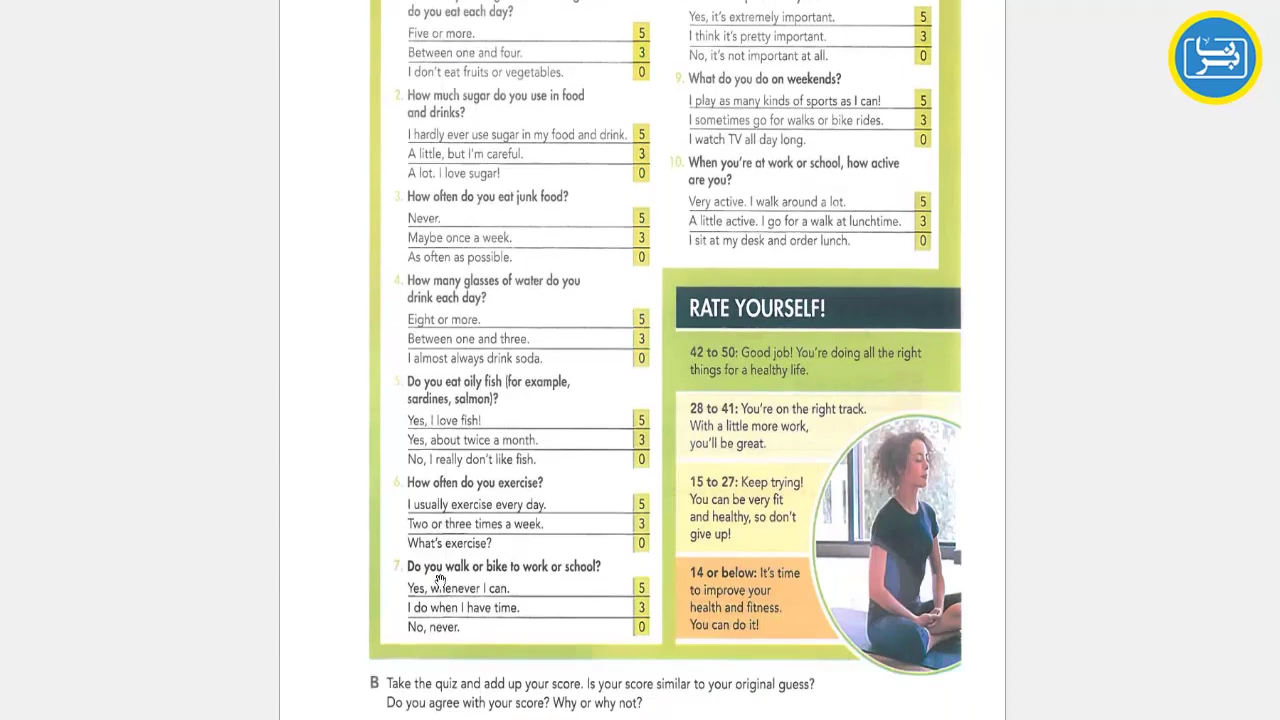 do you eat each day?
Five or more. 5
Between one and four. 3
I don't eat fruits or vegetables. 0
2. How much sugar do you use in food
and drinks?
I hardly ever use sugar in my food and drink. 5
A little, but I'm careful. 3
A lot. I love sugar! 0
3. How often do you eat junk food?
Never. 5
Maybe once a week. 3
As often as possible. 0
4. How many glasses of water do you
drink each day?
Eight or more. 5
Between one and three. 3
I almost always drink soda. 0
5. Do you eat oily fish (for example,
sardines, salmon)?
Yes, I love fish! 5
Yes, about twice a month. 3
No, I really don't like fish. 0
6. How often do you exercise?
I usually exercise every day. 5
Two or three times a week. 3
What's exercise? 0
7. Do you walk or bike to work or school?
Yes, whenever I can. 5
I do when I have time. 3
No, never. 0
Yes, it's extremely important. 5
I think it's pretty important. 3
No, it's not important at all. 0
9. What do you do on weekends?
I play as many kinds of sports as I can! 5
I sometimes go for walks or bike rides. 3
I watch TV all day long. 0
10. When you're at work or school, how active
are you?
Very active. I walk around a lot. 5
A little active. I go for a walk at lunchtime. 3
I sit at my desk and order lunch. 0
RATE YOURSELF!
42 to 50: Good job! You're doing all the right
things for a healthy life.
28 to 41: You're on the right track.
With a little more work,
you'll be great.
15 to 27: Keep trying!
You can be very fit
and healthy, so don't
give up!
14 or below: It's time
to improve your
health and fitness.
You can do it!
B Take the quiz and add up your score. Is your score similar to your original guess?
Do you agree with your score? Why or why not?